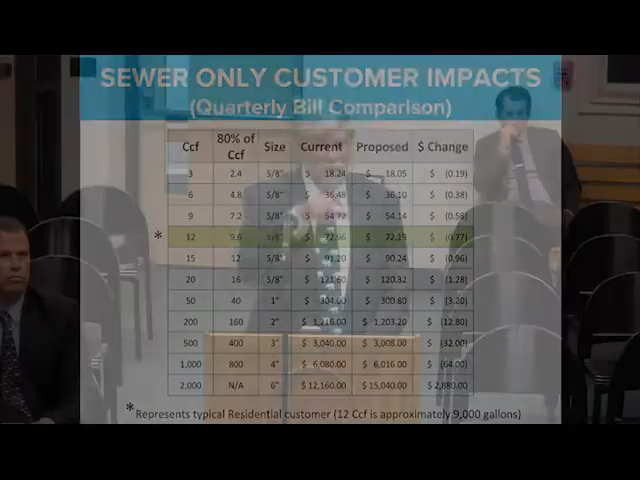 SEWER ONLY CUSTOMER IMPACTS
(Quarterly Bill Comparison)
Ccf 80% of Ccf Size Current Proposed $ Change
3 2.4 5/8" $ 18.24 $ 18.05 $ (0.19)
6 4.8 5/8" $ 36.48 $ 36.10 $ (0.38)
9 7.2 5/8" $ 54.72 $ 54.14 $ (0.58)
* 12 9.6 5/8" $ 72.96 $ 72.19 $ (0.77)
15 12 5/8" $ 91.20 $ 90.24 $ (0.96)
20 16 5/8" $ 121.60 $ 120.32 $ (1.28)
50 40 1" $ 304.00 $ 300.80 $ (3.20)
200 160 2" $ 1,216.00 $ 1,203.20 $ (12.80)
500 400 3" $ 3,040.00 $ 3,008.00 $ (32.00)
1,000 800 4" $ 6,080.00 $ 6,016.00 $ (64.00)
2,000 N/A 6" $ 12,160.00 $ 15,040.00 $ 2,880.00
* Represents typical Residential customer (12 Ccf is approximately 9,000 gallons)